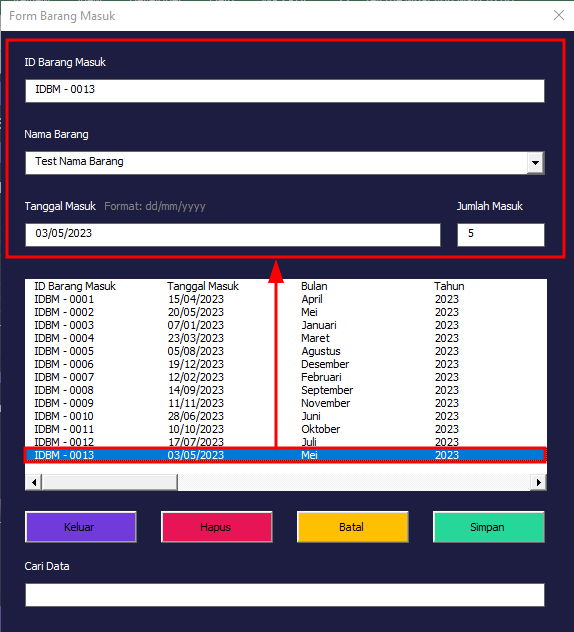 Form Barang Masuk
ID Barang Masuk
IDBM - 0013
Nama Barang
Test Nama Barang
Tanggal Masuk Format: dd/mm/yyyy Jumlah Masuk
03/05/2023 5
ID Barang Masuk Tanggal Masuk Bulan Tahun
IDBM - 0001 15/04/2023 April 2023
IDBM - 0002 20/05/2023 Mei 2023
IDBM - 0003 07/01/2023 Januari 2023
IDBM - 0004 23/03/2023 Maret 2023
IDBM - 0005 05/08/2023 Agustus 2023
IDBM - 0006 19/12/2023 Desember 2023
IDBM - 0007 12/02/2023 Februari 2023
IDBM - 0008 14/09/2023 September 2023
IDBM - 0009 11/11/2023 November 2023
IDBM - 0010 28/06/2023 Juni 2023
IDBM - 0011 10/10/2023 Oktober 2023
IDBM - 0012 17/07/2023 Juli 2023
IDBM - 0013 03/05/2023 Mei 2023
Keluar Hapus Batal Simpan
Cari Data